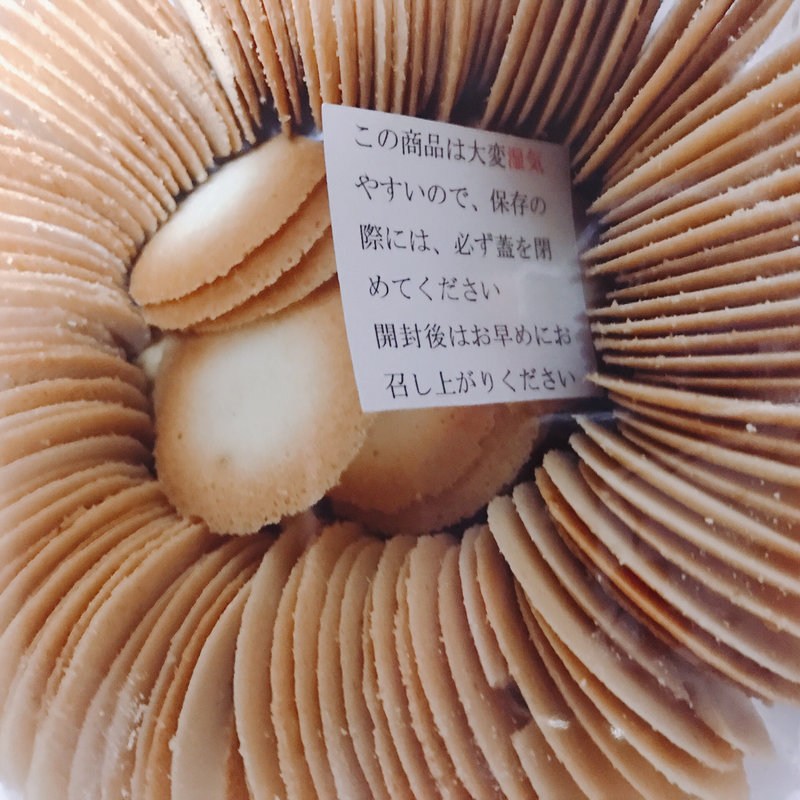 この商品は大変湿気
やすいので、保存の
際には、必ず蓋を閉
めてください
開封後はお早めにお
召し上がりください